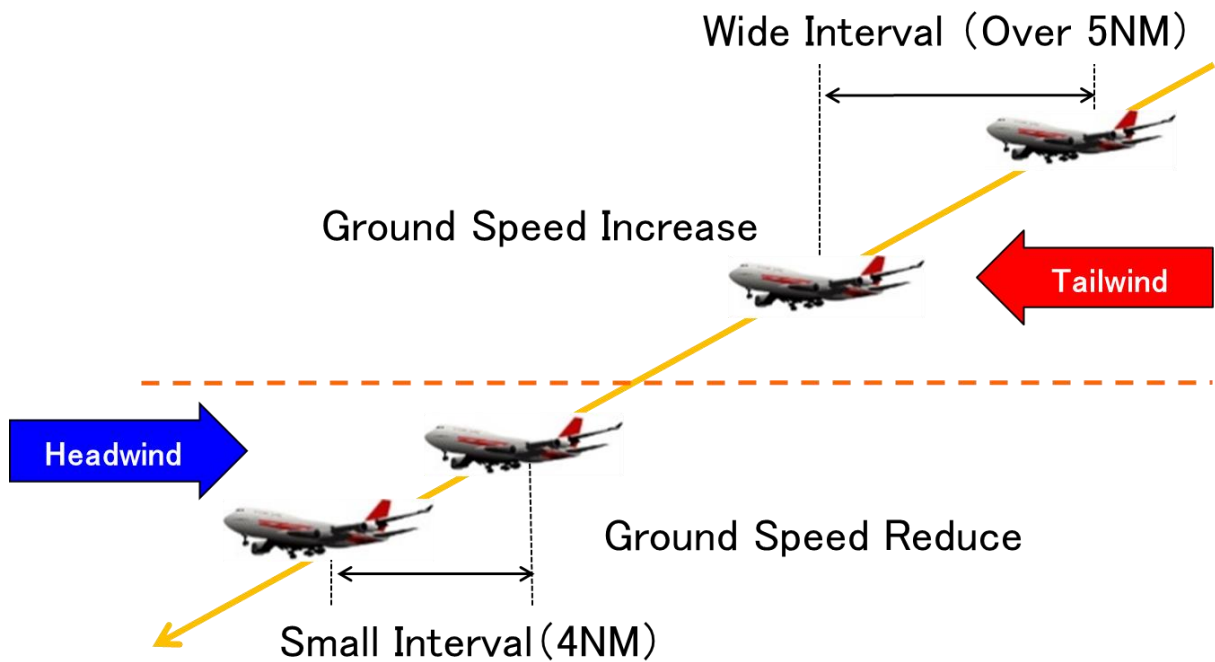 Wide Interval (Over 5NM)
Ground Speed Increase
Tailwind
Headwind
Ground Speed Reduce
Small Interval(4NM)